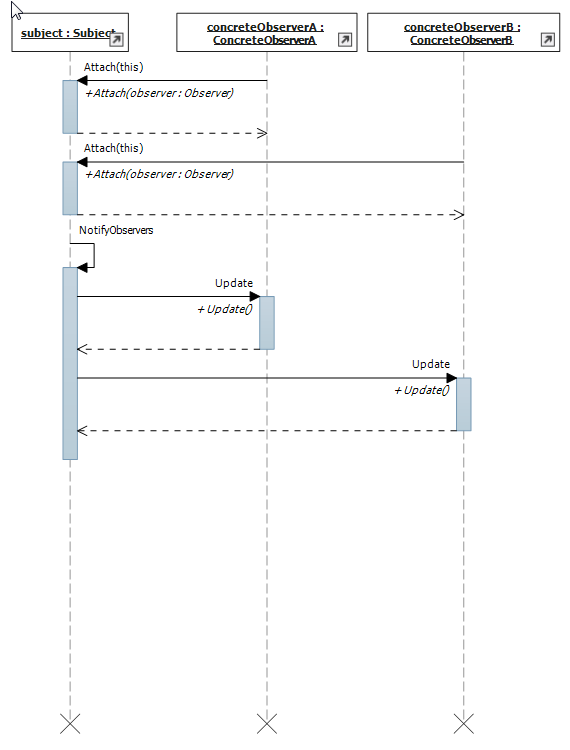 subject : Subject
concreteObserverA :
ConcreteObserverA
concreteObserverB :
ConcreteObserverB
Attach(this)
+Attach(observer : Observer)
Attach(this)
+Attach(observer : Observer)
NotifyObservers
Update
+Update()
Update
+Update()